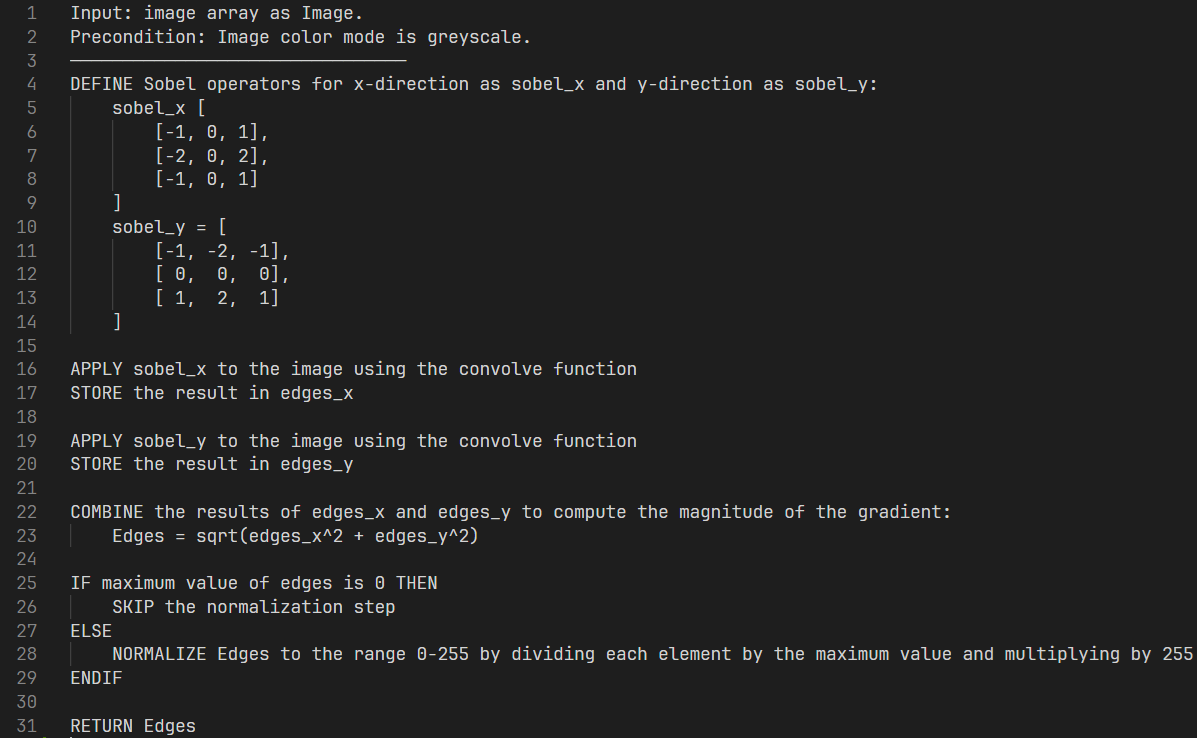 1 Input: image array as Image.
2 Precondition: Image color mode is greyscale.
3 ————————————————————————————————
4 DEFINE Sobel operators for x-direction as sobel_x and y-direction as sobel_y:
5     sobel_x [
6         [-1, 0, 1],
7         [-2, 0, 2],
8         [-1, 0, 1]
9     ]
10     sobel_y = [
11         [-1, -2, -1],
12         [ 0,  0,  0],
13         [ 1,  2,  1]
14     ]
15
16 APPLY sobel_x to the image using the convolve function
17 STORE the result in edges_x
18
19 APPLY sobel_y to the image using the convolve function
20 STORE the result in edges_y
21
22 COMBINE the results of edges_x and edges_y to compute the magnitude of the gradient:
23     Edges = sqrt(edges_x^2 + edges_y^2)
24
25 IF maximum value of edges is 0 THEN
26     SKIP the normalization step
27 ELSE
28     NORMALIZE Edges to the range 0-255 by dividing each element by the maximum value and multiplying by 255
29 ENDIF
30
31 RETURN Edges